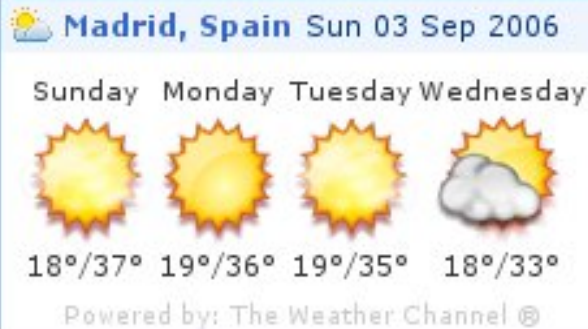 Madrid, Spain Sun 03 Sep 2006
Sunday Monday Tuesday Wednesday
18°/37° 19°/36° 19°/35° 18°/33°
Powered by: The Weather Channel ®